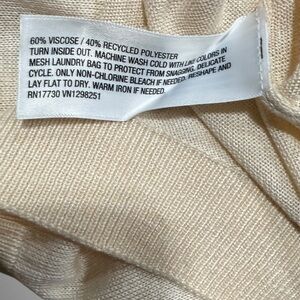 60% VISCOSE / 40% RECYCLED POLYESTER
TURN INSIDE OUT. MACHINE WASH COLD WITH LIKE COLORS IN
MESH LAUNDRY BAG TO PROTECT FROM SNAGGING. DELICATE
CYCLE. ONLY NON-CHLORINE BLEACH IF NEEDED. RESHAPE AND
LAY FLAT TO DRY. WARM IRON IF NEEDED.
RN17730 VN1298251